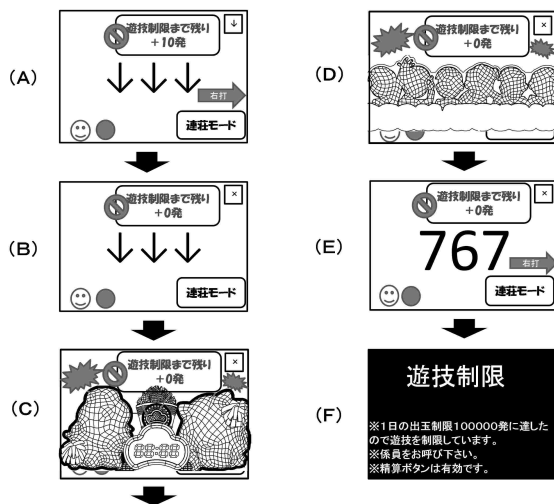 (A)
遊技制限まで残り
+10発
↓
↓ ↓ ↓
右打
連荘モード
(B)
遊技制限まで残り
+0発
×
↓ ↓ ↓
連荘モード
(C)
遊技制限まで残り
+0発
×
88:88
(D)
遊技制限まで残り
+0発
×
(E)
遊技制限まで残り
+0発
×
767
右打
連荘モード
(F)
遊技制限
※1日の出玉制限100000発に達した
ので遊技を制限しています。
※係員をお呼び下さい。
※精算ボタンは有効です。